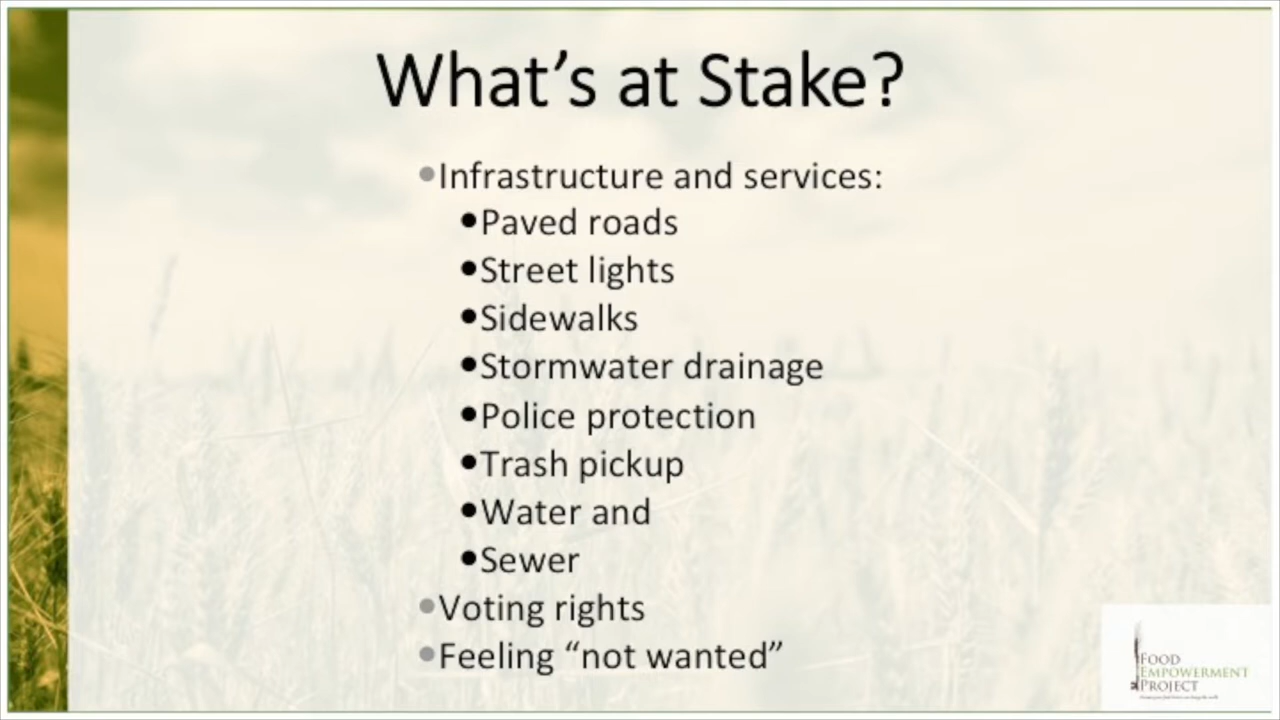 What's at Stake?
•Infrastructure and services:
•Paved roads
•Street lights
•Sidewalks
•Stormwater drainage
•Police protection
•Trash pickup
•Water and
•Sewer
•Voting rights
•Feeling “not wanted”
FOOD
EMPOWERMENT
PROJECT